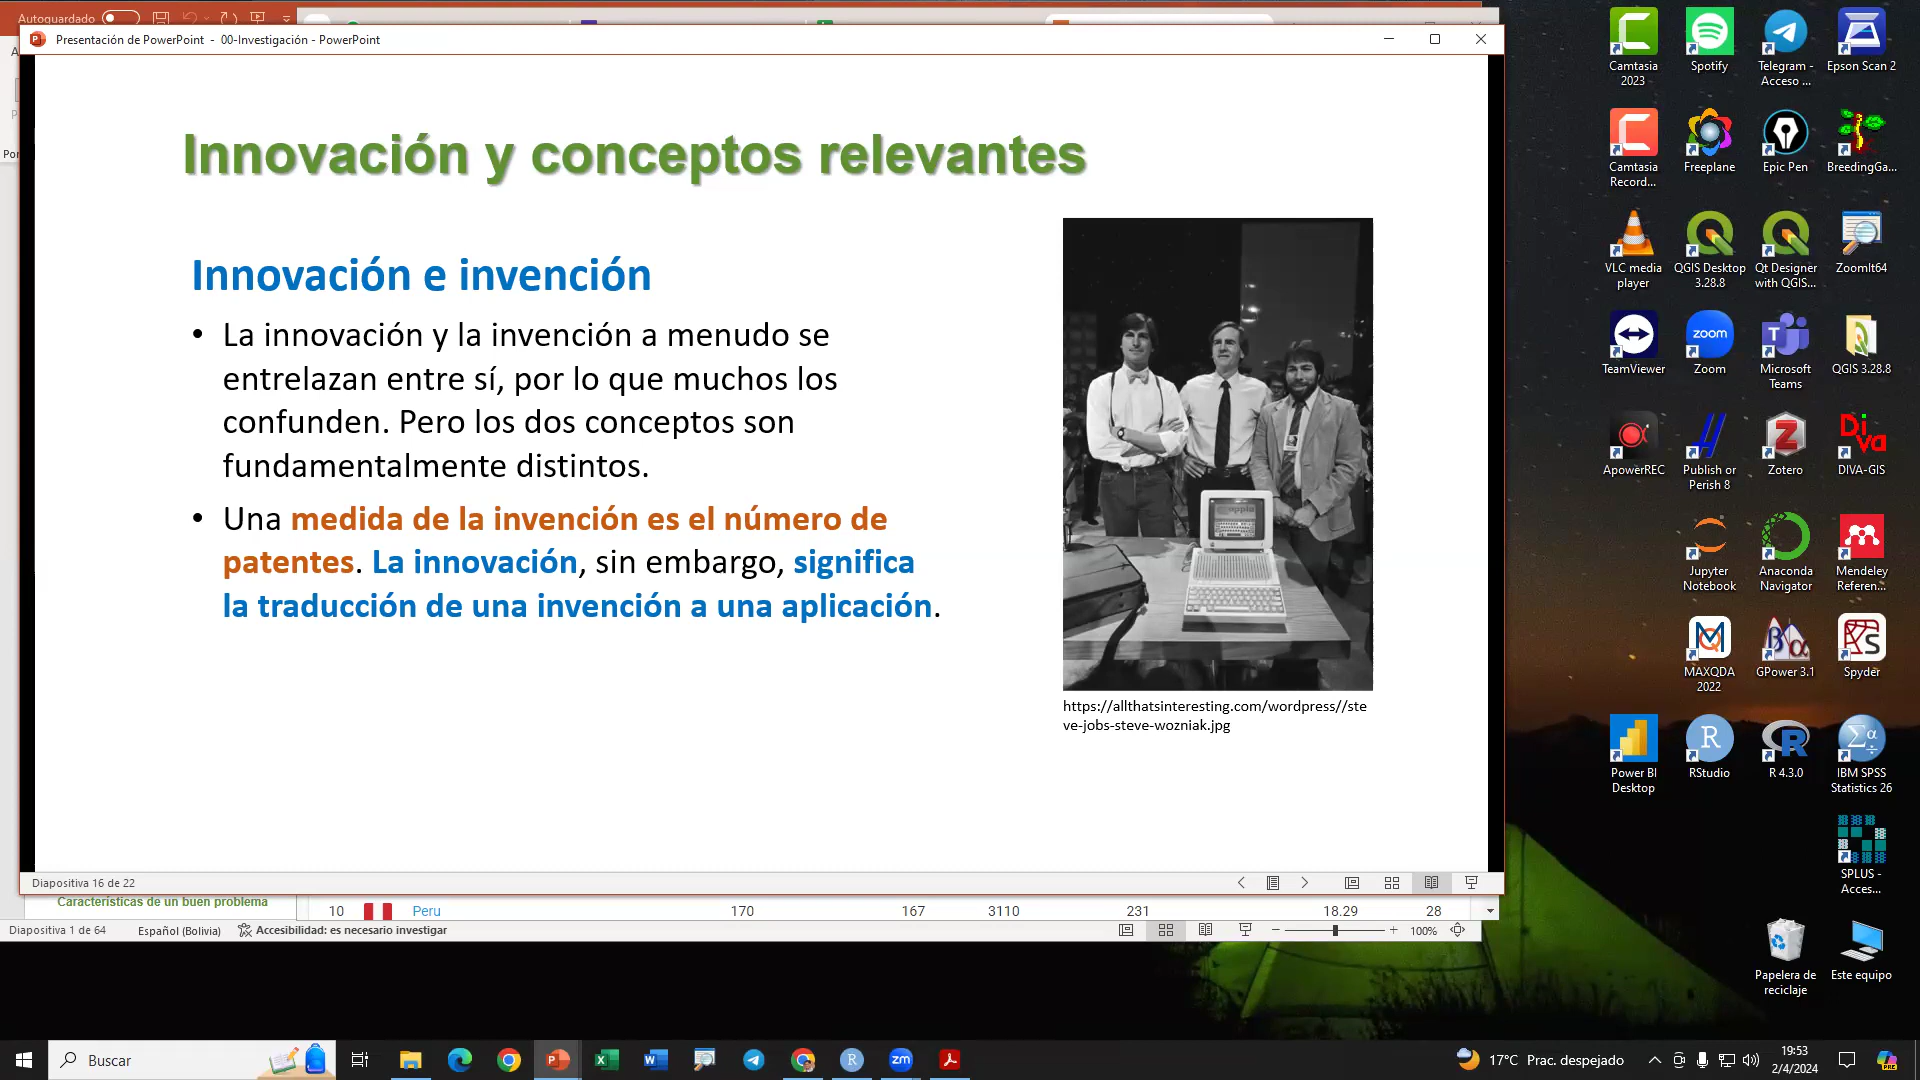 Autoguardado
Presentación de PowerPoint - 00-Investigación - PowerPoint
Innovación y conceptos relevantes
Innovación e invención
• La innovación y la invención a menudo se
entrelazan entre sí, por lo que muchos los
confunden. Pero los dos conceptos son
fundamentalmente distintos.
• Una medida de la invención es el número de
patentes. La innovación, sin embargo, significa
la traducción de una invención a una aplicación.
https://allthatsinteresting.com/wordpress//ste
ve-jobs-steve-wozniak.jpg
Diapositiva 16 de 22
Características de un buen problema
10 Peru 170 167 3110 231 18.29 28
Diapositiva 1 de 64 Español (Bolivia) Accesibilidad: es necesario investigar 100%
Camtasia
2023
Spotify
Telegram -
Acceso ...
Epson Scan 2
Camtasia
Record...
Freeplane
Epic Pen
BreedingGa...
VLC media
player
QGIS Desktop
3.28.8
Qt Designer
with QGIS...
ZoomIt64
TeamViewer
zoom
Zoom
Microsoft
Teams
QGIS 3.28.8
ApowerREC
Publish or
Perish 8
Zotero
DIVA-GIS
Jupyter
Notebook
Anaconda
Navigator
Mendeley
Referen...
MAXQDA
2022
GPower 3.1
Spyder
Power BI
Desktop
RStudio
R 4.3.0
IBM SPSS
Statistics 26
SPLUS -
Acces...
Papelera de
reciclaje
Este equipo
Buscar
17°C Prac. despejado
19:53
2/4/2024